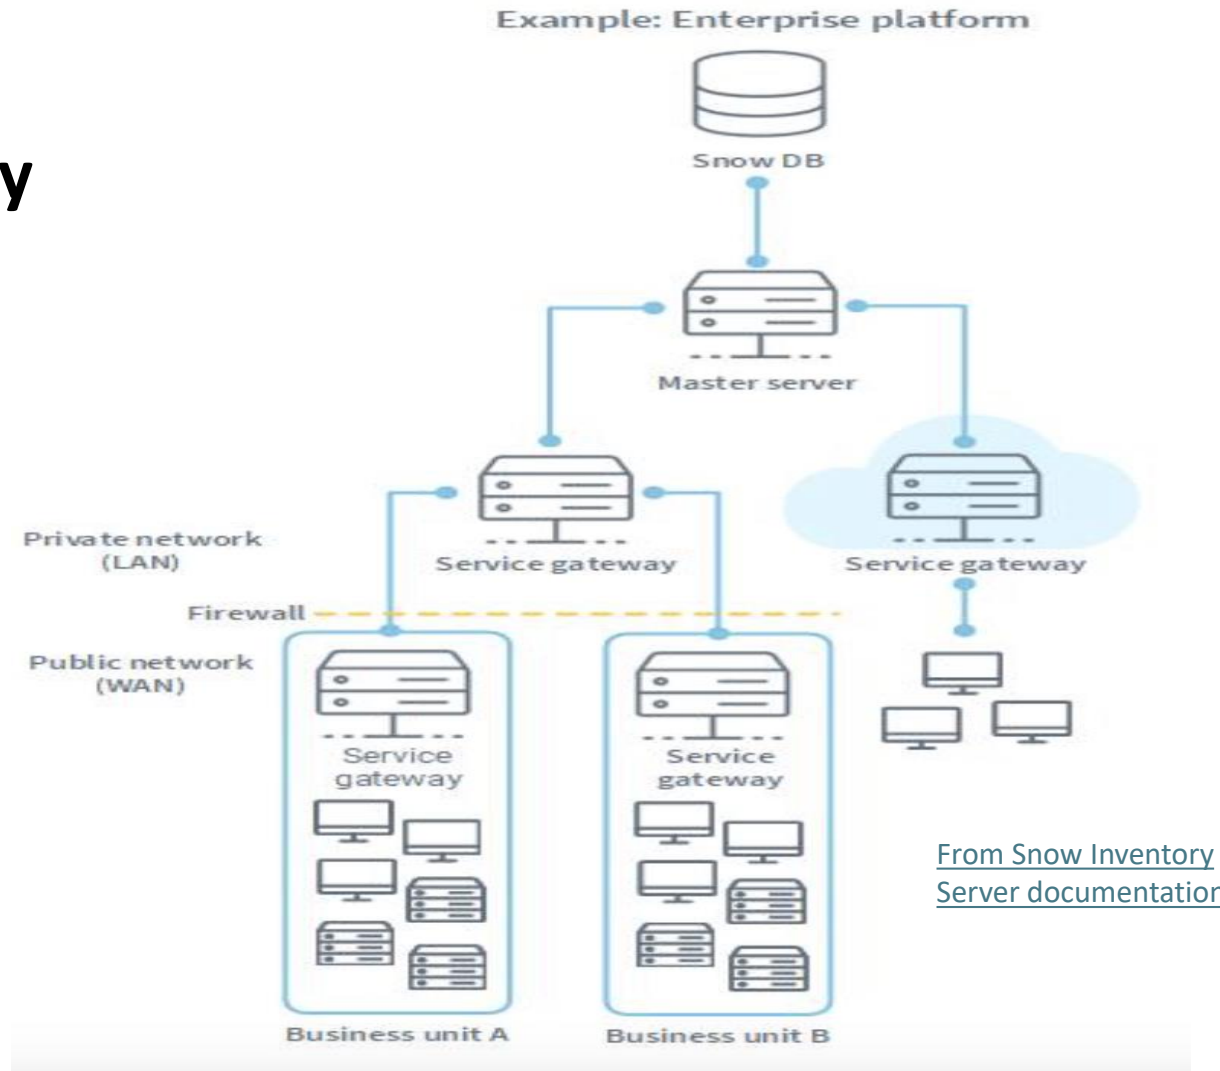 Example: Enterprise platform
y
Snow DB
Master server
Private network
(LAN)
Service gateway
Service gateway
Firewall
Public network
(WAN)
Service
gateway
Service
gateway
From Snow Inventory
Server documentation
Business unit A
Business unit B